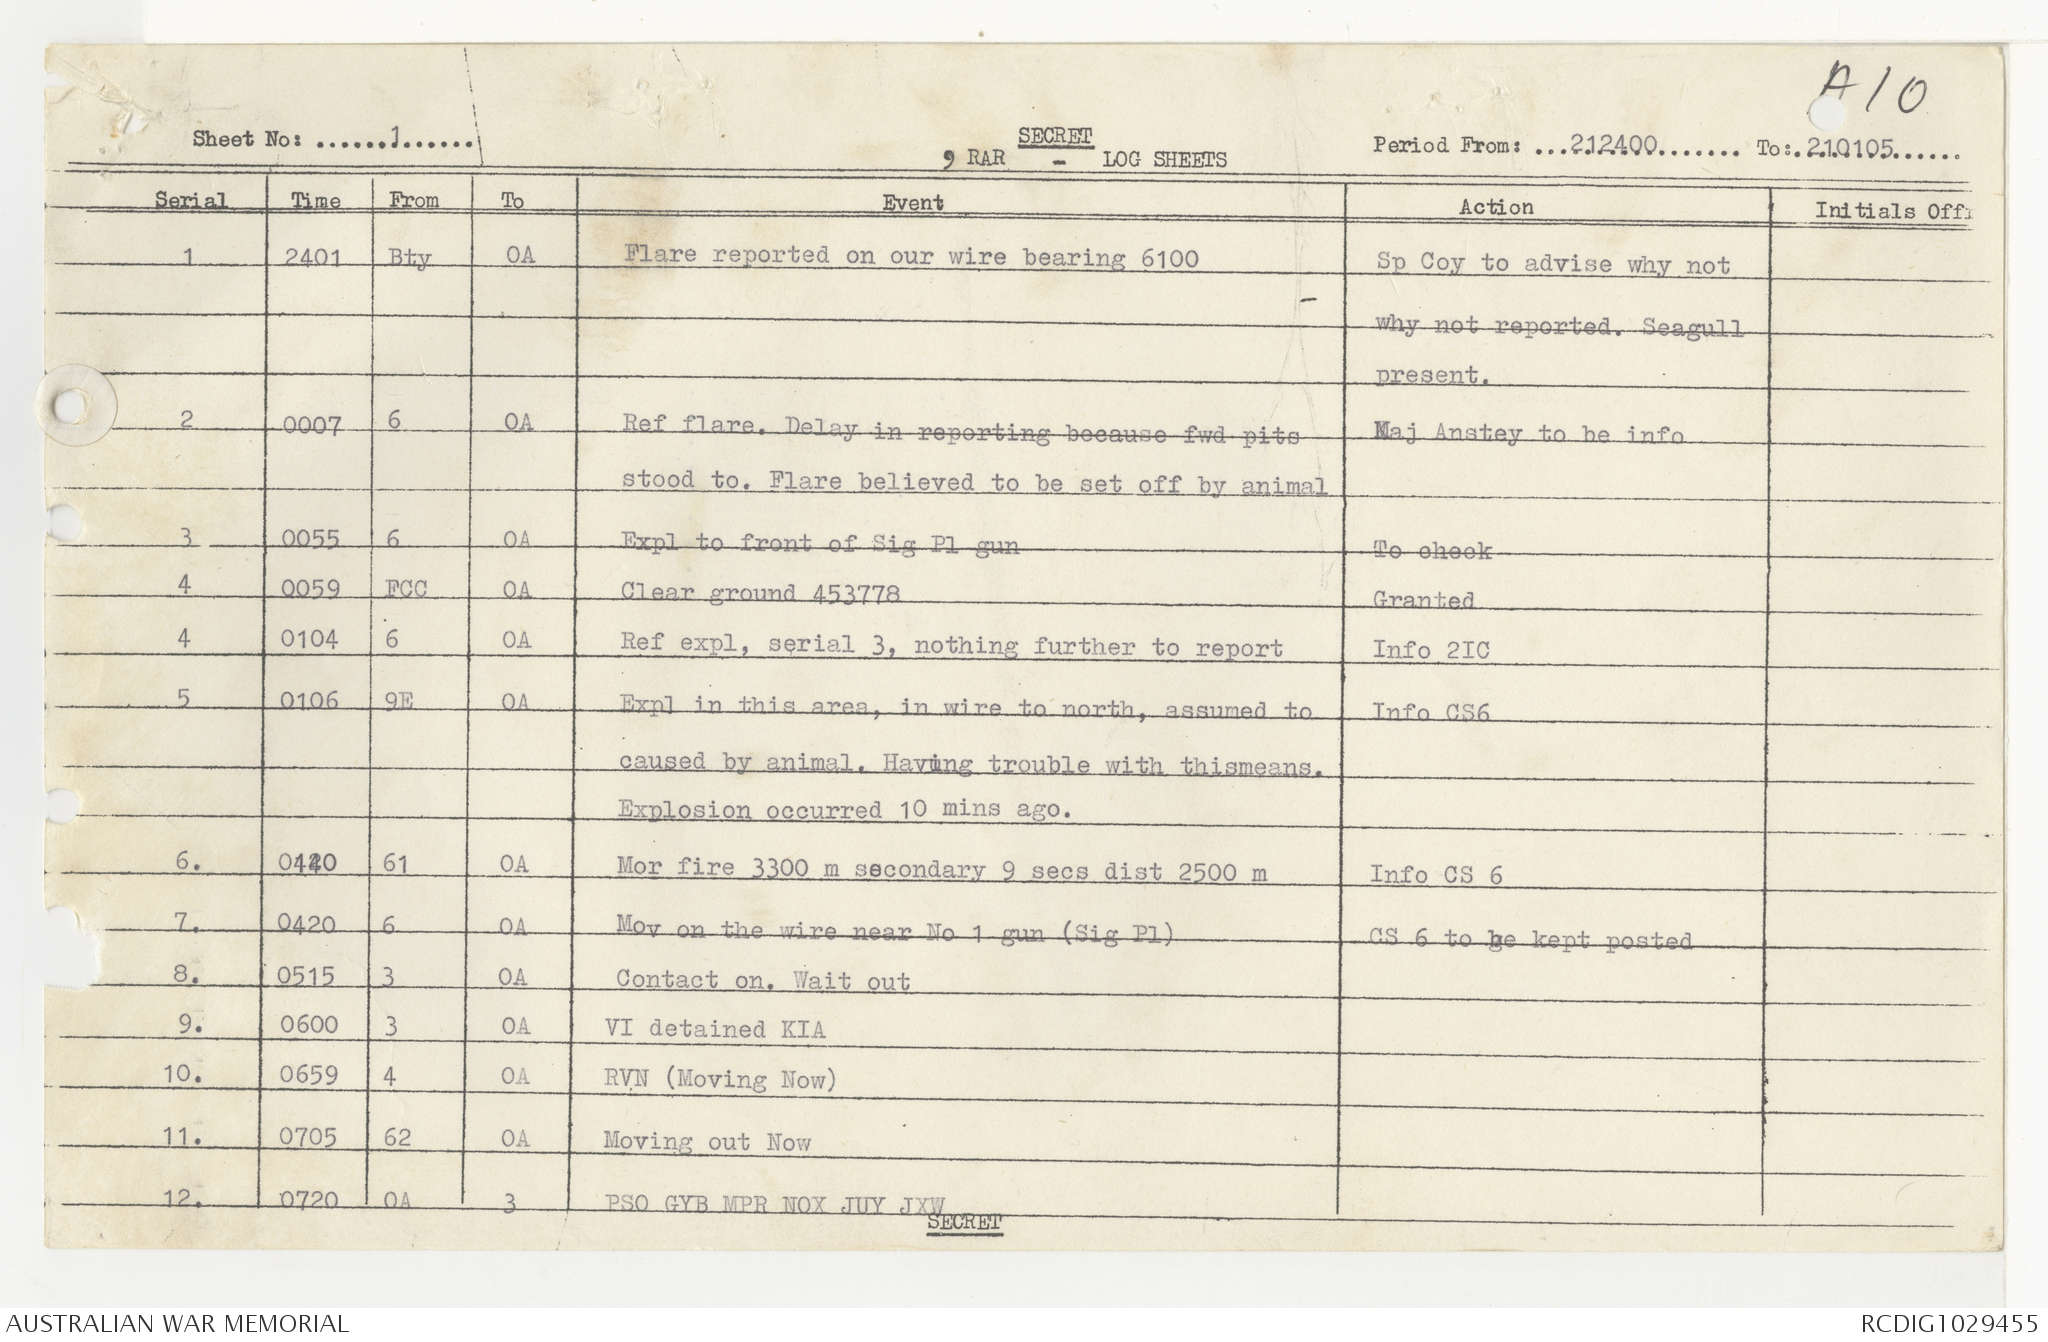 A10
Sheet No: ......1......
SECRET
9 RAR - LOG SHEETS
Period From: ...212400....... To:.210105......
Serial Time From To Event Action Initials Offr
1 2401 Bty OA Flare reported on our wire bearing 6100 Sp Coy to advise why not
why not reported. Seagull
present.
2 0007 6 OA Ref flare. Delay in reporting because fwd pits Maj Anstey to be info
stood to. Flare believed to be set off by animal
3 0055 6 OA Expl to front of Sig Pl gun To check
4 0059 FCC OA Clear ground 453778 Granted
4 0104 6 OA Ref expl, serial 3, nothing further to report Info 2IC
5 0106 9E OA Expl in this area, in wire to north, assumed to Info CS6
caused by animal. Having trouble with thismeans.
Explosion occurred 10 mins ago.
6. 61 OA Mor fire 3300 m secondary 9 secs dist 2500 m Info CS 6
7. 0420 6 OA Mov on the wire near No 1 gun (Sig Pl) CS 6 to be kept posted
8. 0515 3 OA Contact on. Wait out
9. 0600 3 OA VI detained KIA
10. 0659 4 OA RVN (Moving Now)
11. 0705 62 OA Moving out Now
12. 0720 OA 3 PSO GYB MPR NOX JUY JXW
SECRET
AUSTRALIAN WAR MEMORIAL RCDIG1029455